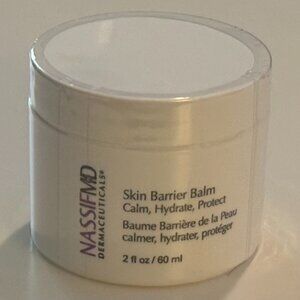 NASSIFMD
DERMACEUTICALS®
Skin Barrier Balm
Calm, Hydrate, Protect
Baume Barrière de la Peau
calmer, hydrater, protéger
2 fl oz / 60 ml